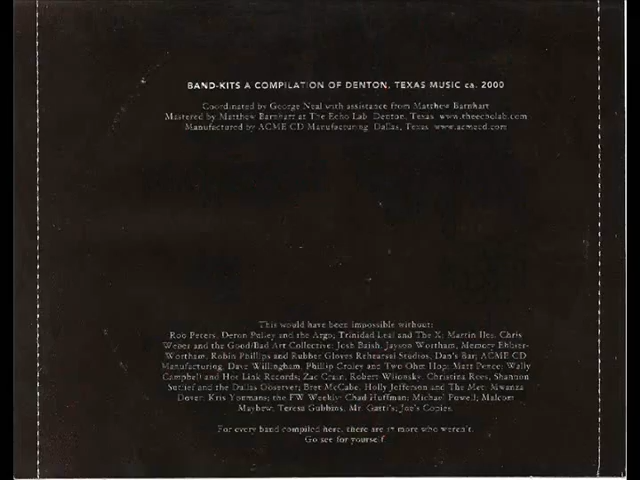 BAND-KITS A COMPILATION OF DENTON, TEXAS MUSIC ca. 2000
Coordinated by George Neal with assistance from Matthew Barnhart
Mastered by Matthew Barnhart at The Echo Lab Denton, Texas www.theecholab.com
Manufactured by ACME CD Manufacturing Dallas, Texas www.acmecd.com
This would have been impossible without:
Roo Peters, Deron Pulley and the Argo; Trinidad Leal and The X; Martin Iles, Chris
Weber and the Good/Bad Art Collective; Josh Baish, Jayson Wortham, Memory
Wortham, Robin Phillips and Rubber Gloves Rehearsal Studios, Dan's Bar; ACME CD
Manufacturing, Dave Willingham, Phillip Croley and Two Ohm Hop; Matt Pence; Wally
Campbell and Hot Link Records; Zac Crain, Robert Wilonsky, Christina Rees, Shannon
Sutlief and the Dallas Observer; Bret McCabe, Holly Jefferson and The Met; Mwanza
Dover; Kris Youmans; the FW Weekly; Chad Huffman; Michael Powell; Malcom
Mayhew, Teresa Gubbins, Mr. Gatti's; Joe's Copies.
For every band compiled here, there are more who weren't.
Go see for yourself